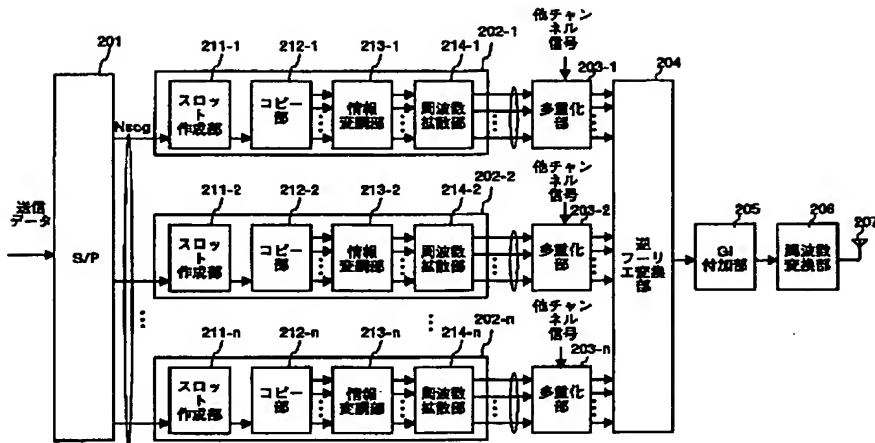 他チャン
ネル
信号
201
211-1
212-1
213-1
214-1
202-1
203-1
204
スロッ
ト
作成部
コピー
部
情報
変調部
周波数
拡散部
多重化
部
Nscg
他チャン
ネル
信号
211-2
212-2
213-2
214-2
202-2
203-2
205
206
207
送信
データ
S/P
スロッ
ト
作成部
コピー
部
情報
変調部
周波数
拡散部
多重化
部
逆
フーリ
エ変換
部
GI
付加部
周波数
変換部
他チャン
ネル
信号
211-n
212-n
213-n
214-n
202-n
203-n
スロッ
ト
作成部
コピー
部
情報
変調部
周波数
拡散部
多重化
部